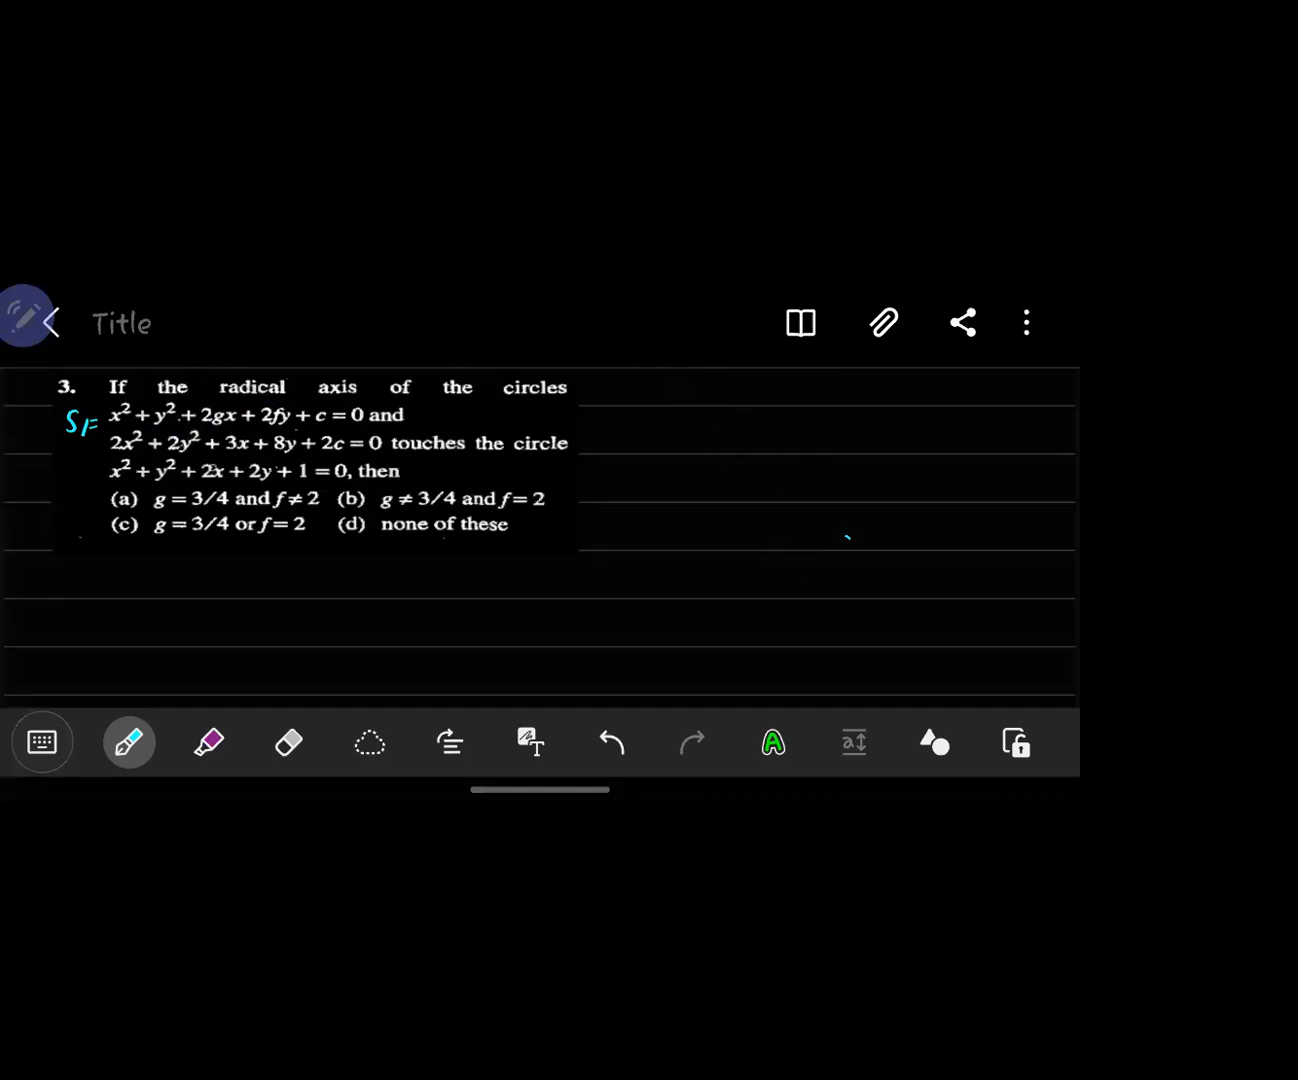 Title
3. If the radical axis of the circles
S₁= x² + y² + 2gx + 2fy + c = 0 and
2x² + 2y² + 3x + 8y + 2c = 0 touches the circle
x² + y² + 2x + 2y + 1 = 0, then
(a) g = 3/4 and f ≠ 2 (b) g ≠ 3/4 and f = 2
(c) g = 3/4 or f = 2 (d) none of these